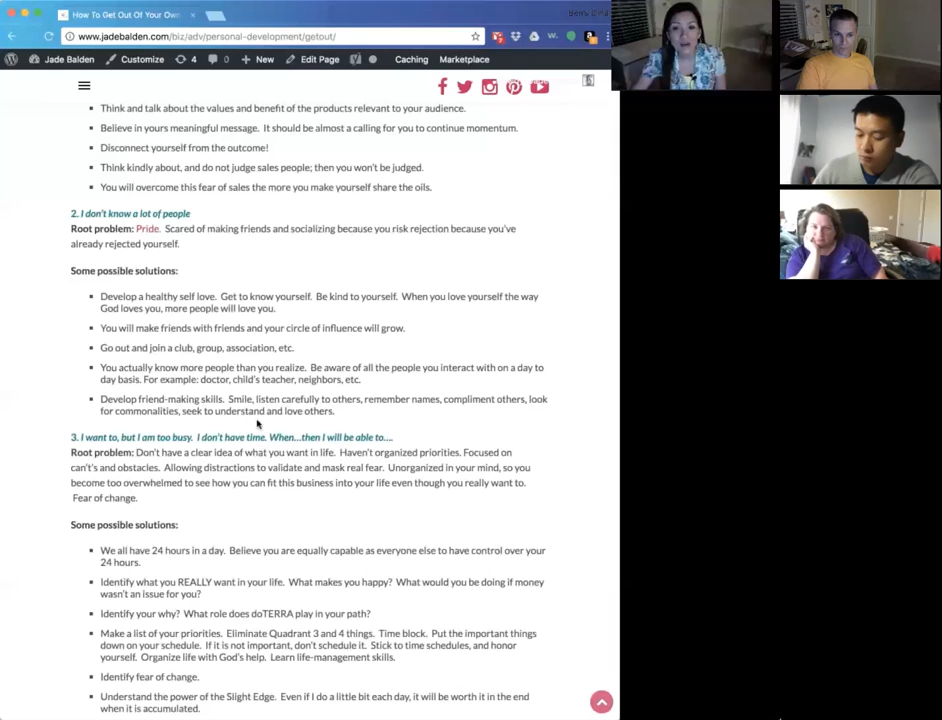 How To Get Out Of Your Own
www.jadebalden.com/biz/adv/personal-development/getout/
Jade Balden Customize 4 0 + New Edit Page Caching Marketplace
Think and talk about the values and benefit of the products relevant to your audience.
Believe in yours meaningful message. It should be almost a calling for you to continue momentum.
Disconnect yourself from the outcome!
Think kindly about, and do not judge sales people; then you won't be judged.
You will overcome this fear of sales the more you make yourself share the oils.
2. I don't know a lot of people
Root problem: Pride. Scared of making friends and socializing because you risk rejection because you've
already rejected yourself.
Some possible solutions:
Develop a healthy self love. Get to know yourself. Be kind to yourself. When you love yourself the way
God loves you, more people will love you.
You will make friends with friends and your circle of influence will grow.
Go out and join a club, group, association, etc.
You actually know more people than you realize. Be aware of all the people you interact with on a day to
day basis. For example: doctor, child's teacher, neighbors, etc.
Develop friend-making skills. Smile, listen carefully to others, remember names, compliment others, look
for commonalities, seek to understand and love others.
3. I want to, but I am too busy. I don't have time. When...then I will be able to....
Root problem: Don't have a clear idea of what you want in life. Haven't organized priorities. Focused on
can't's and obstacles. Allowing distractions to validate and mask real fear. Unorganized in your mind, so you
become too overwhelmed to see how you can fit this business into your life even though you really want to.
Fear of change.
Some possible solutions:
We all have 24 hours in a day. Believe you are equally capable as everyone else to have control over your
24 hours.
Identify what you REALLY want in your life. What makes you happy? What would you be doing if money
wasn't an issue for you?
Identify your why? What role does doTERRA play in your path?
Make a list of your priorities. Eliminate Quadrant 3 and 4 things. Time block. Put the important things
down on your schedule. If it is not important, don't schedule it. Stick to time schedules, and honor
yourself. Organize life with God's help. Learn life-management skills.
Identify fear of change.
Understand the power of the Slight Edge. Even if I do a little bit each day, it will be worth it in the end
when it is accumulated.